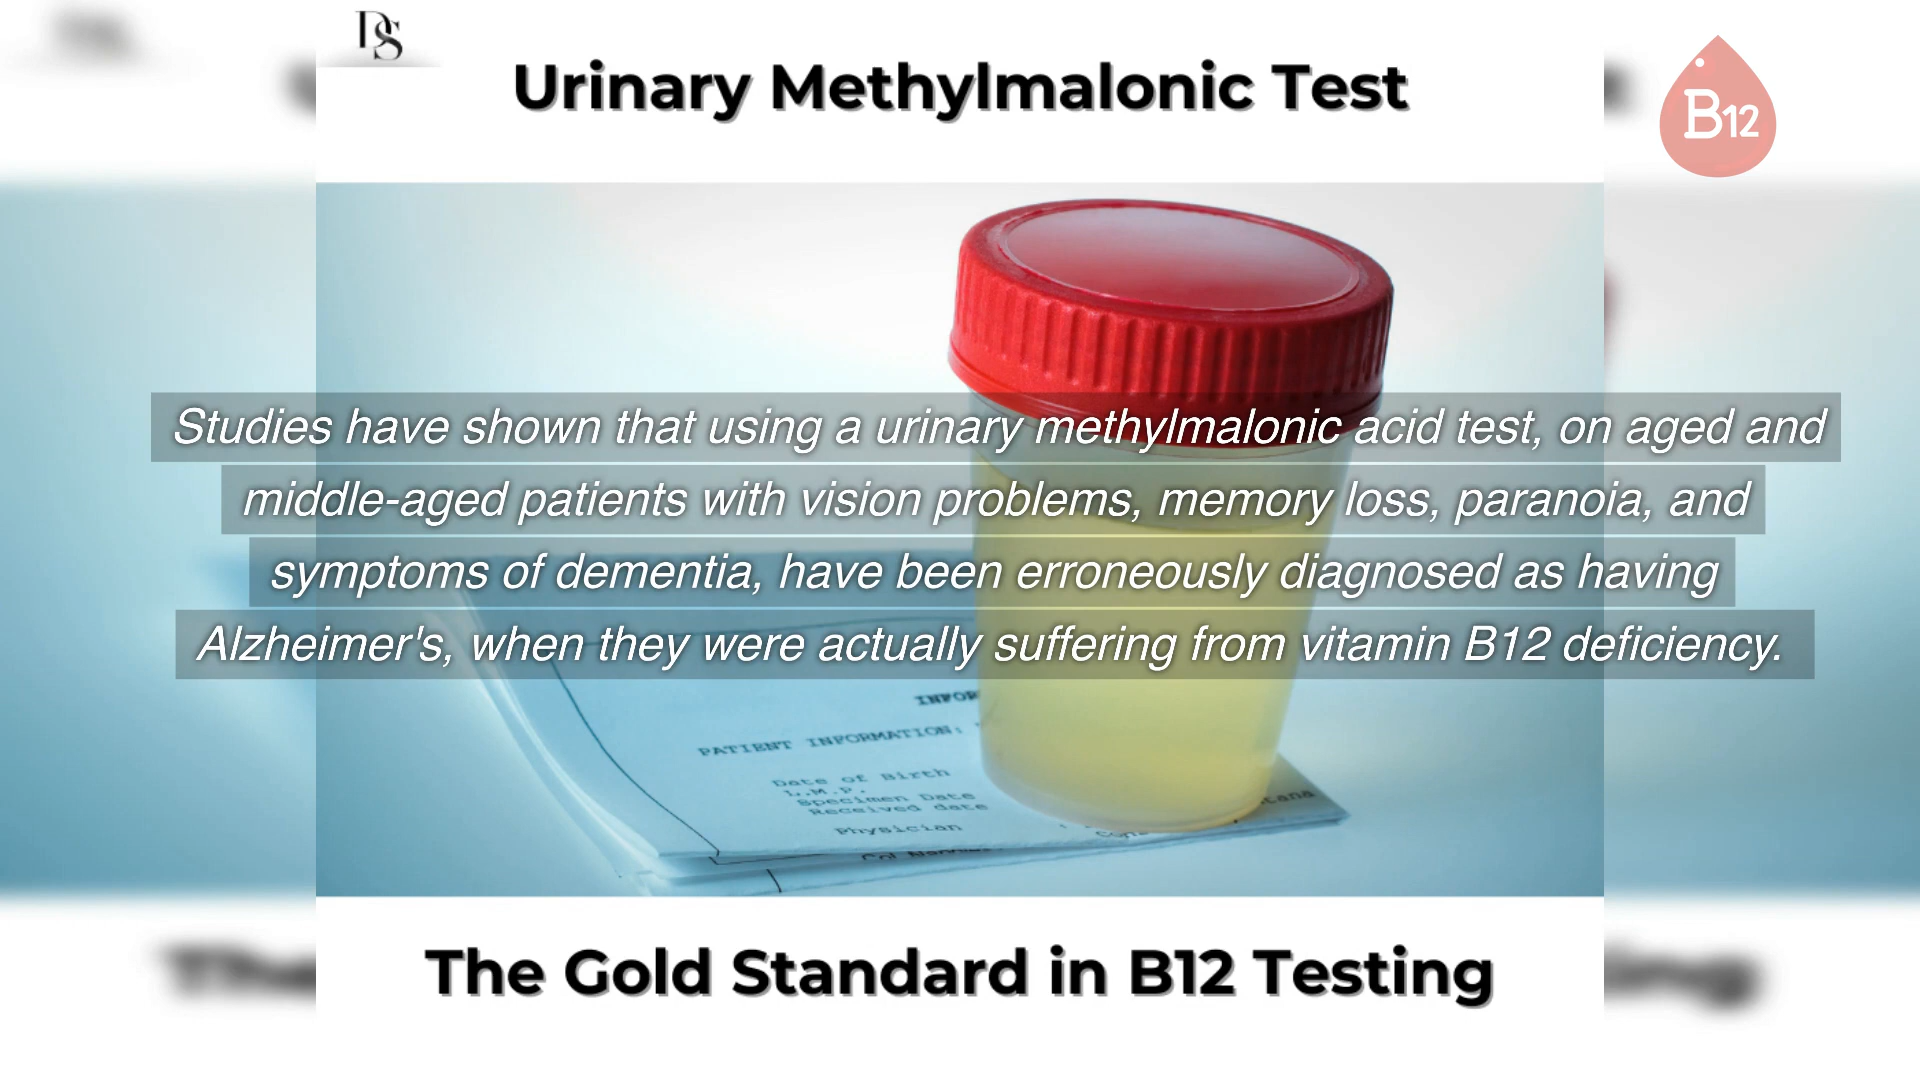 DS
Urinary Methylmalonic Test
B12
Studies have shown that using a urinary methylmalonic acid test, on aged and
middle-aged patients with vision problems, memory loss, paranoia, and
symptoms of dementia, have been erroneously diagnosed as having
Alzheimer's, when they were actually suffering from vitamin B12 deficiency.
PATIENT INFORMATION:
Date of Birth
L.M.P.
Specimen Date
Received date
Physician
The Gold Standard in B12 Testing